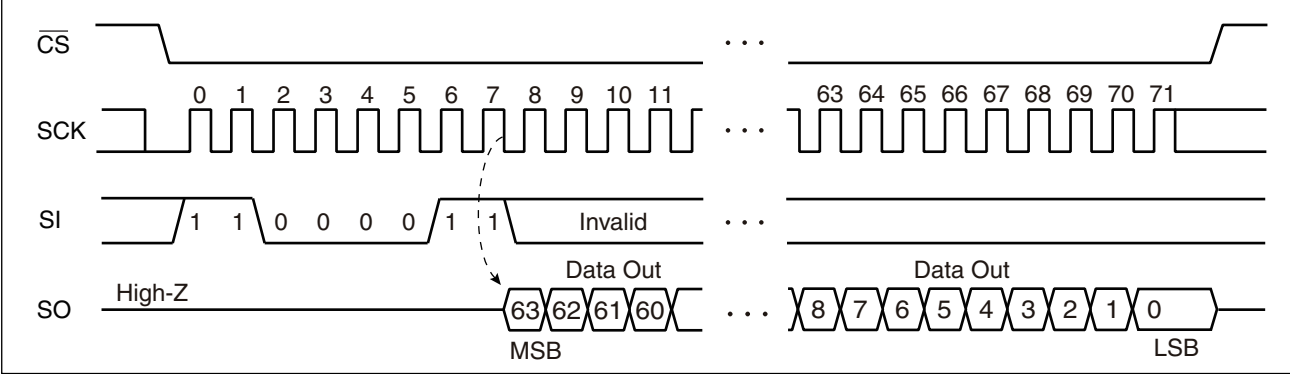 CS
. . .
0 1 2 3 4 5 6 7 8 9 10 11 63 64 65 66 67 68 69 70 71
SCK . . .
SI 1 1 0 0 0 0 1 1 Invalid . . .
Data Out Data Out
High-Z
SO 63 62 61 60 . . . 8 7 6 5 4 3 2 1 0
MSB LSB